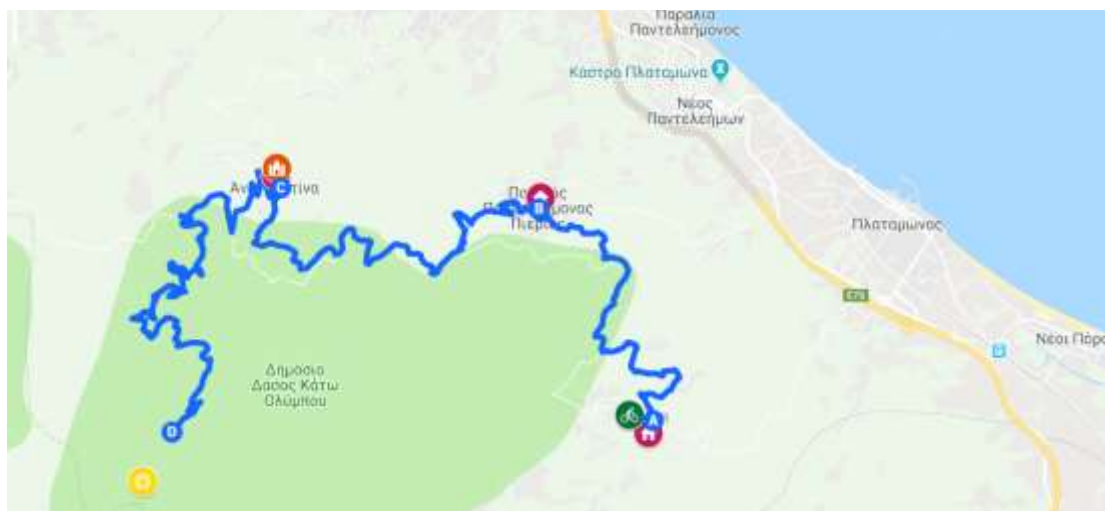 Παραλία
Παντελεήμονος
Κάστρο Πλαταμώνα
Νέος
Παντελεήμων
Πλαταμώνας
E75
Νέοι Πόρο
Δημόσιο
Δάσος Κάτω
Ολύμπου
C
B
A
D